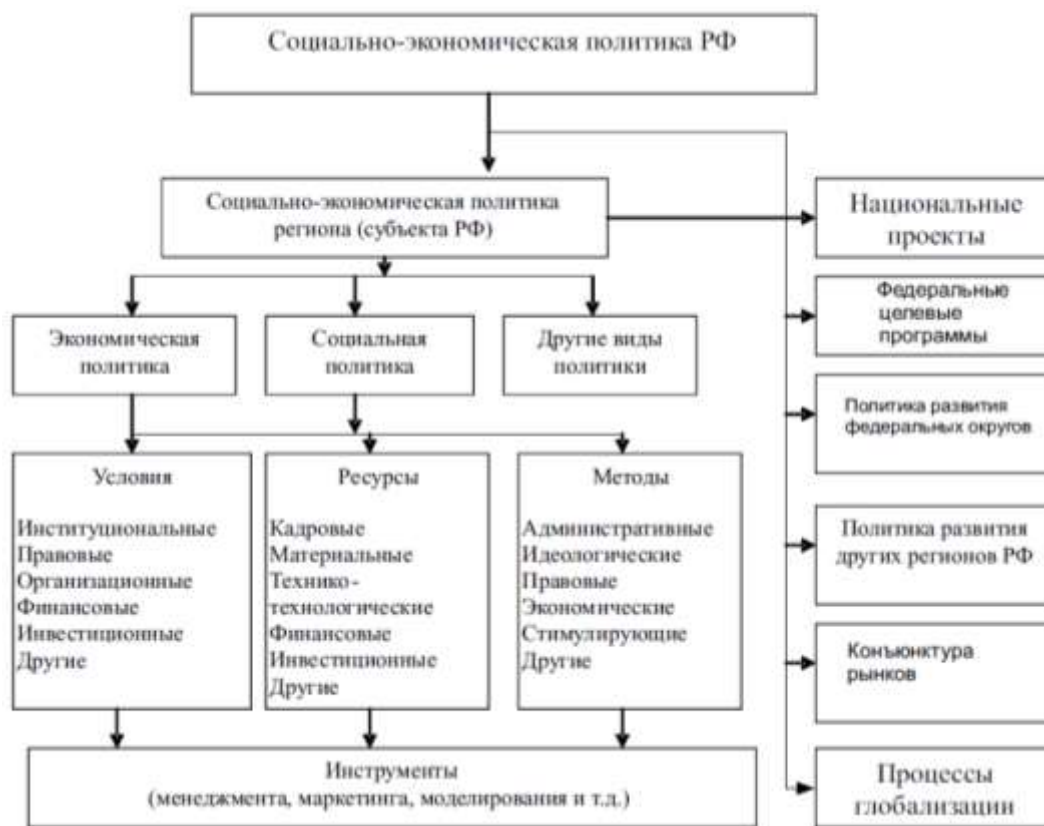 Социально-экономическая политика РФ
Социально-экономическая политика
региона (субъекта РФ)
Национальные
проекты
Федеральные
целевые
программы
Экономическая
политика
Социальная
политика
Другие виды
политики
Политика развития
федеральных округов
Условия
Институциональные
Правовые
Организационные
Финансовые
Инвестиционные
Другие
Ресурсы
Кадровые
Материальные
Технико-
технологические
Финансовые
Инвестиционные
Другие
Методы
Административные
Идеологические
Правовые
Экономические
Стимулирующие
Другие
Политика развития
других регионов РФ
Конъюнктура
рынков
Инструменты
(менеджмента, маркетинга, моделирования и т.д.)
Процессы
глобализации